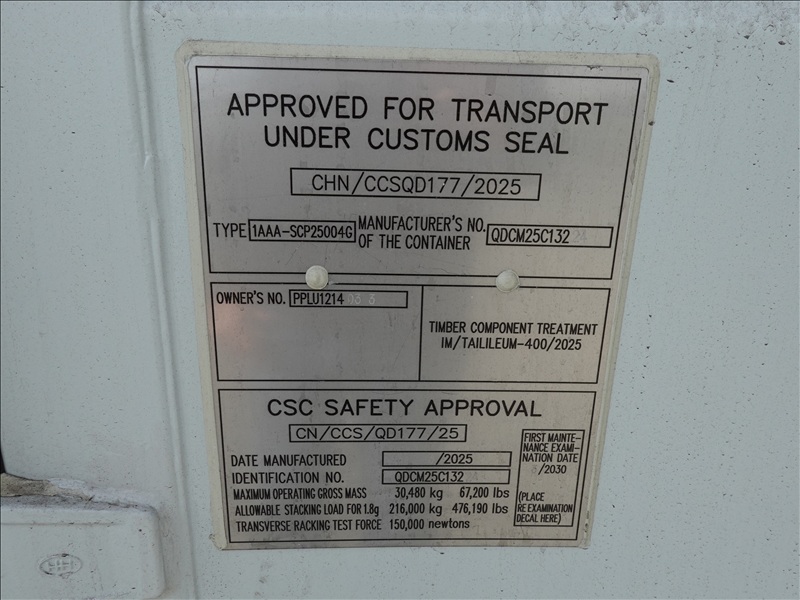 APPROVED FOR TRANSPORT
UNDER CUSTOMS SEAL
CHN/CCSQD177/2025
TYPE 1AAA-SCP25004G MANUFACTURER'S NO. OF THE CONTAINER QDCM25C132
OWNER'S NO. PPLU1214
TIMBER COMPONENT TREATMENT
IM/TAILILEUM-400/2025
CSC SAFETY APPROVAL
CN/CCS/QD177/25
DATE MANUFACTURED /2025
IDENTIFICATION NO. QDCM25C132
MAXIMUM OPERATING GROSS MASS 30,480 kg 67,200 lbs
ALLOWABLE STACKING LOAD FOR 1.8g 216,000 kg 476,190 lbs
TRANSVERSE RACKING TEST FORCE 150,000 newtons
FIRST MAINTE-
NANCE EXAMI-
NATION DATE
/2030
(PLACE
RE EXAMINATION
DECAL HERE)